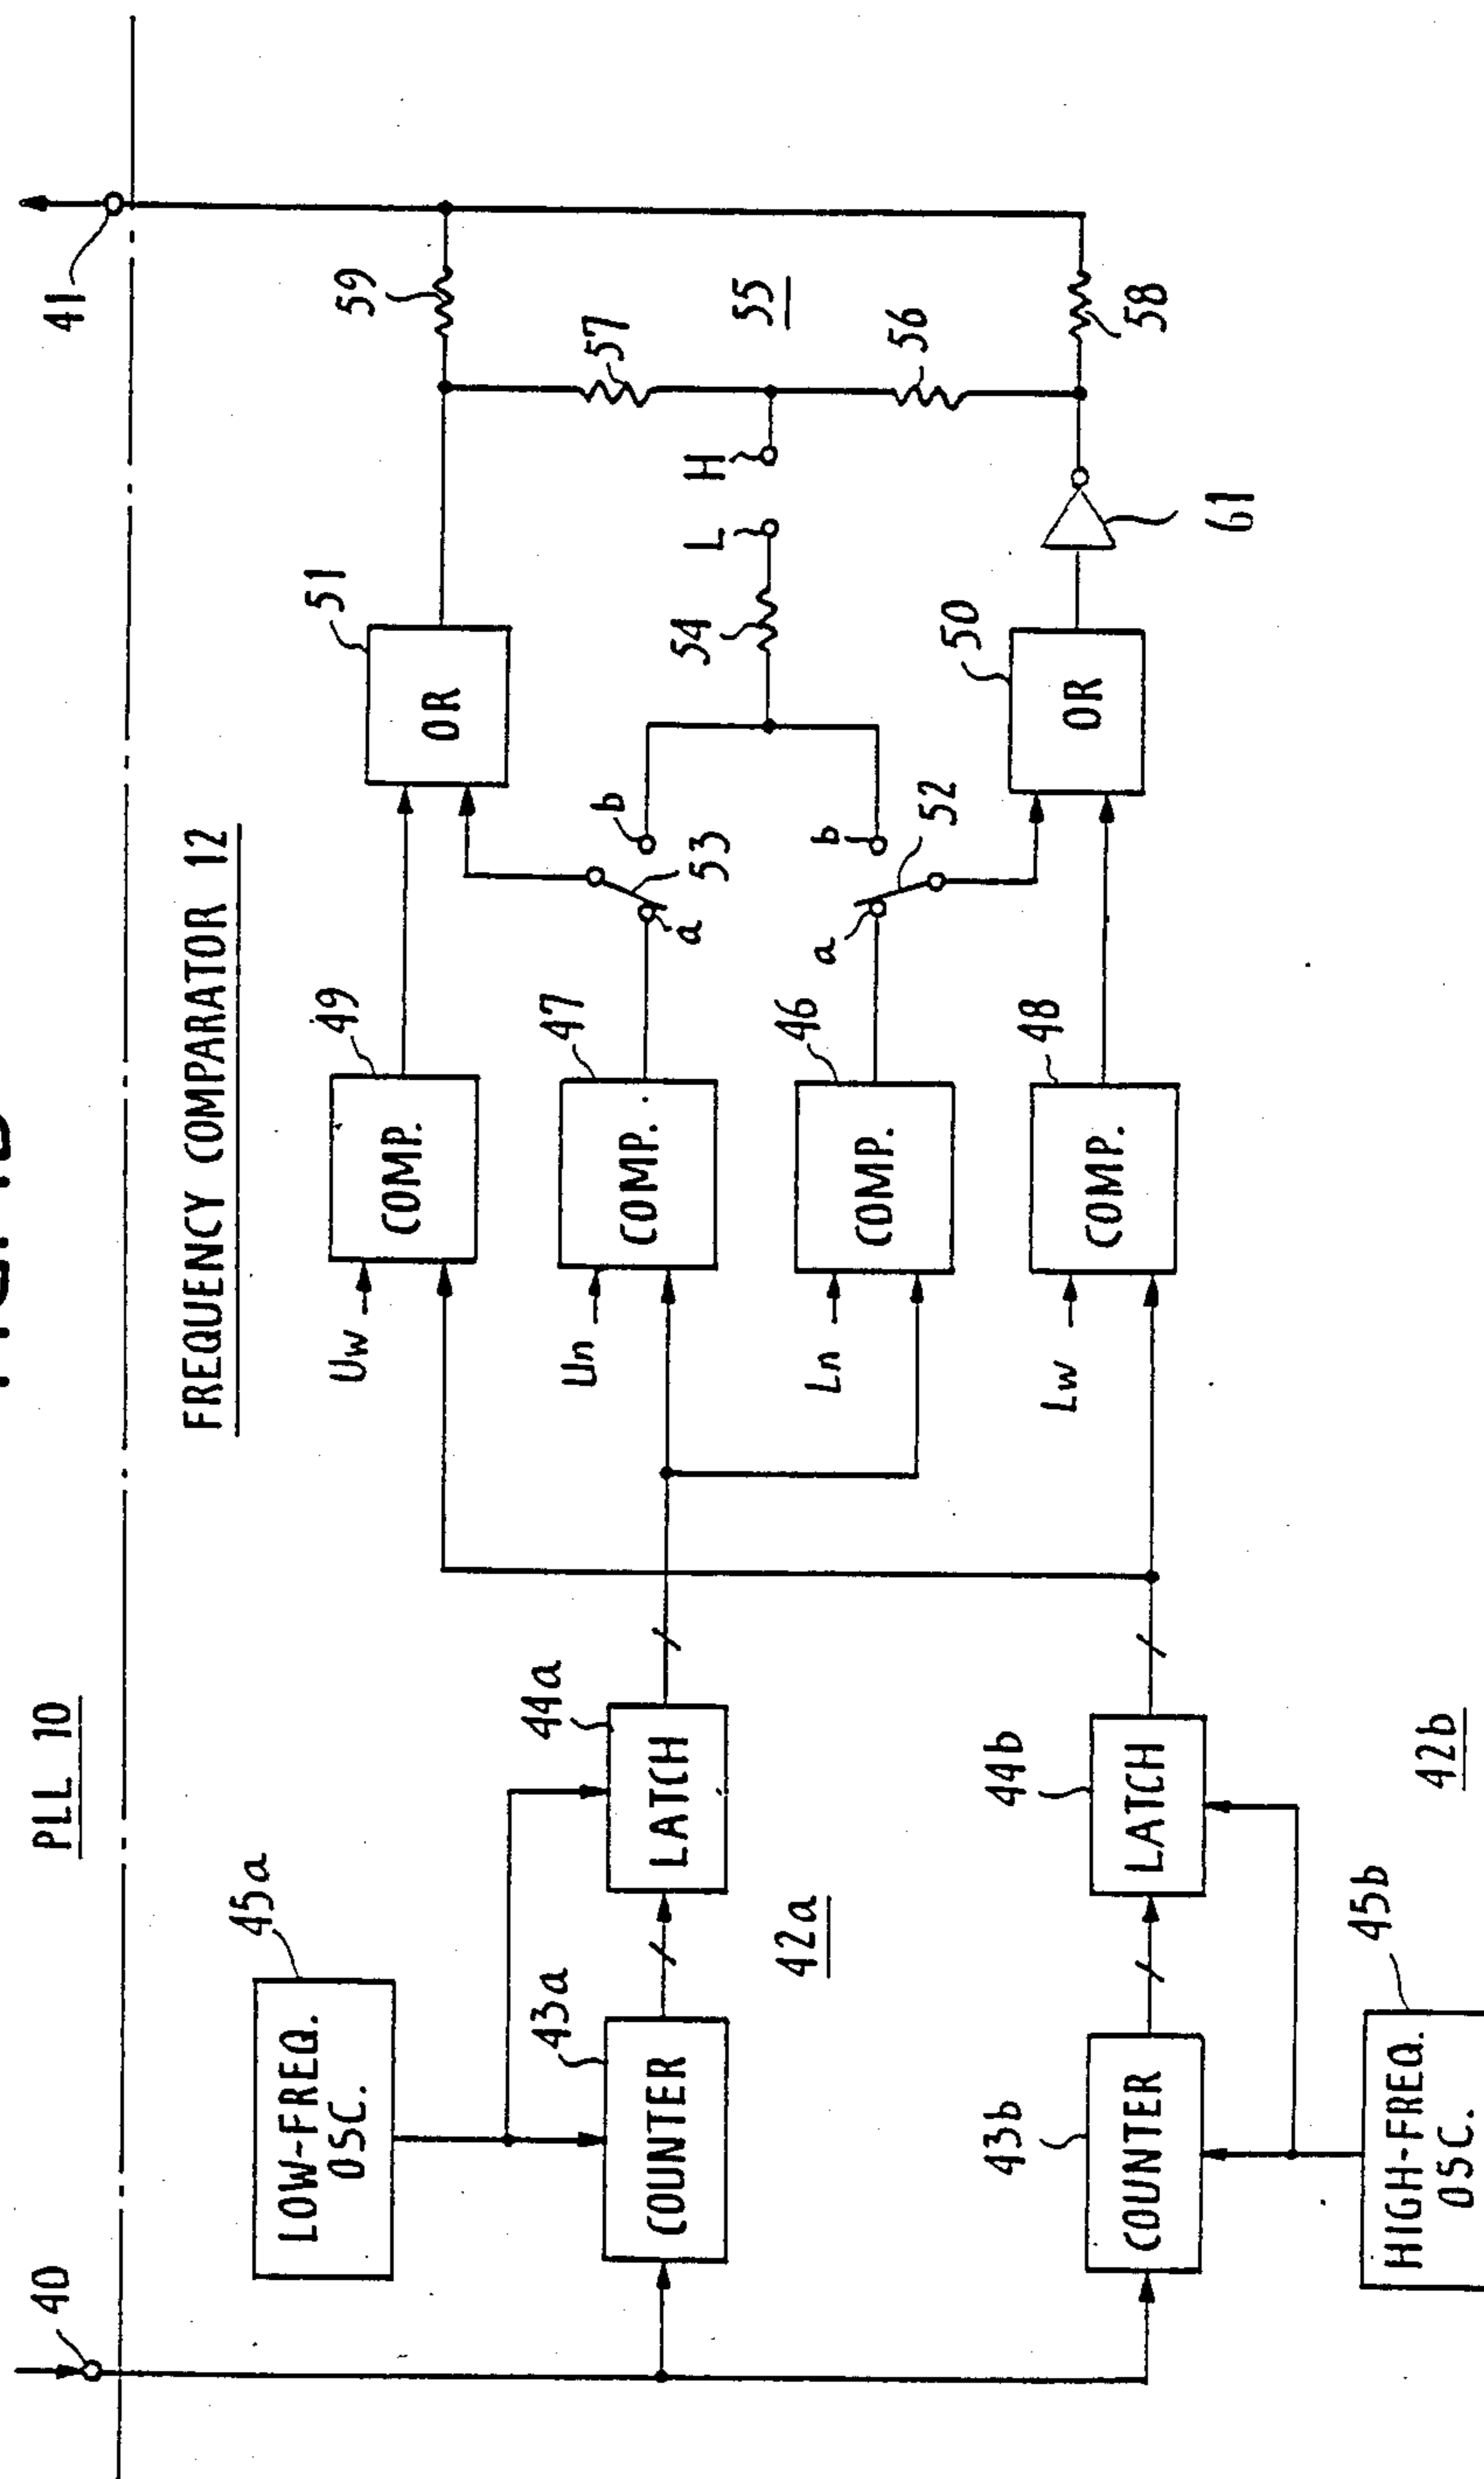 PLL 10
40
41
FREQUENCY COMPARATOR 12
45a
LOW-FREQ.
OSC.
43a
COUNTER
44a
LATCH
42a
43b
COUNTER
44b
LATCH
42b
45b
HIGH-FREQ.
OSC.
Uw
49
COMP.
Un
47
COMP.
Ln
46
COMP.
Lw
48
COMP.
51
OR
a
53
b
a
52
b
50
OR
54
L
H
61
59
57
55
56
58